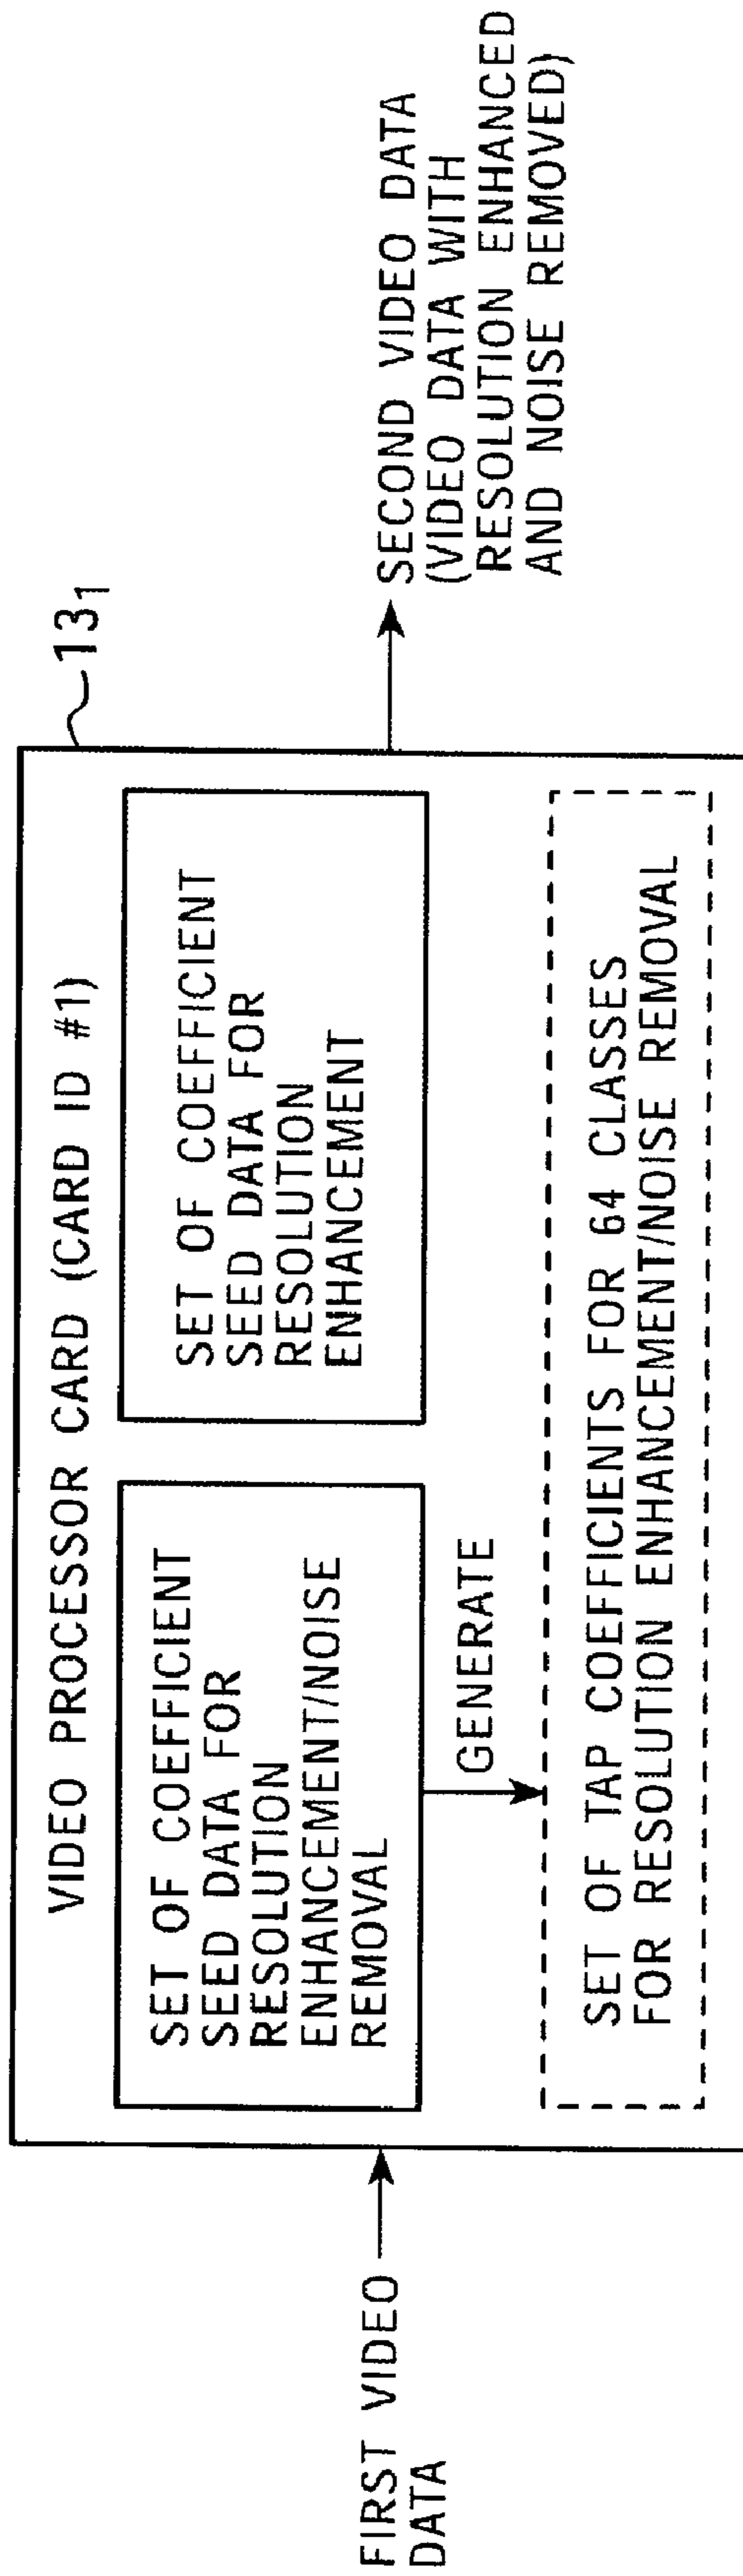 13₁
VIDEO PROCESSOR CARD (CARD ID #1)
FIRST VIDEO
DATA
SET OF COEFFICIENT
SEED DATA FOR
RESOLUTION
ENHANCEMENT/NOISE
REMOVAL
SET OF COEFFICIENT
SEED DATA FOR
RESOLUTION
ENHANCEMENT
GENERATE
SET OF TAP COEFFICIENTS FOR 64 CLASSES
FOR RESOLUTION ENHANCEMENT/NOISE REMOVAL
SECOND VIDEO DATA
(VIDEO DATA WITH
RESOLUTION ENHANCED
AND NOISE REMOVED)